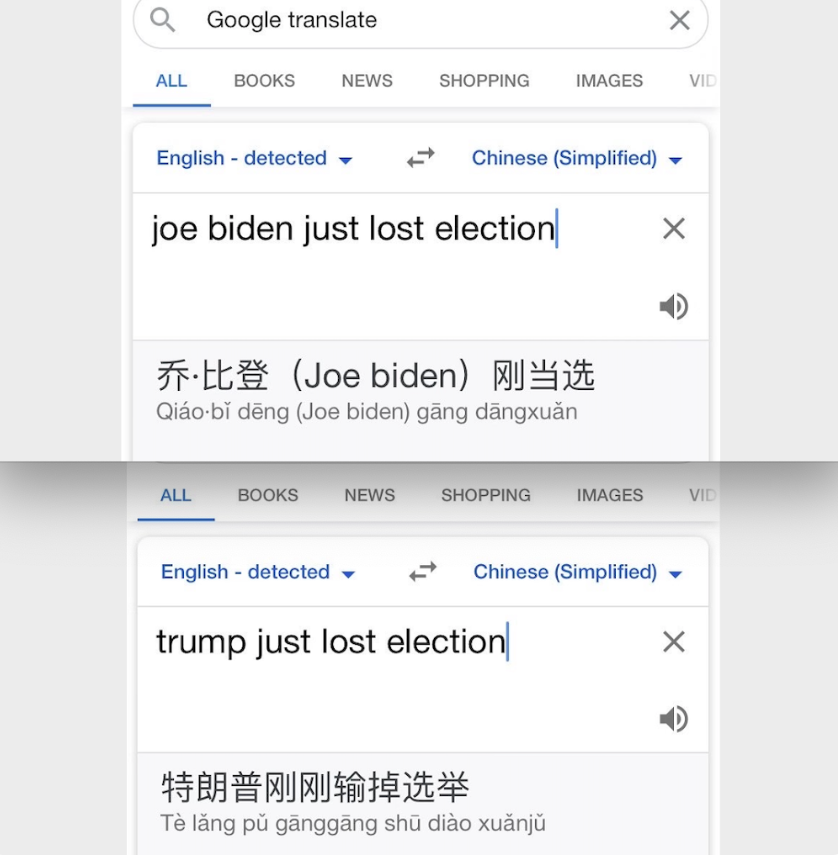 Google translate
ALL BOOKS NEWS SHOPPING IMAGES VID
English - detected Chinese (Simplified)
joe biden just lost election
乔·比登（Joe biden）刚当选
Qiáo·bǐ dēng (Joe biden) gāng dāngxuǎn
ALL BOOKS NEWS SHOPPING IMAGES VID
English - detected Chinese (Simplified)
trump just lost election
特朗普刚刚输掉选举
Tè lǎng pǔ gānggāng shū diào xuǎnjǔ